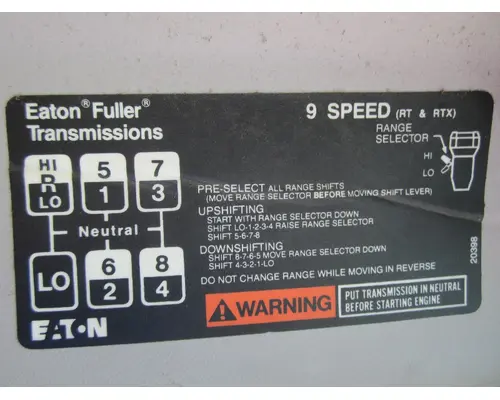 Eaton® Fuller®
Transmissions
9 SPEED (RT & RTX)
RANGE
SELECTOR
HI
LO
HI
R
LO
5
1
7
3
Neutral
LO
6
2
8
4
PRE-SELECT ALL RANGE SHIFTS
(MOVE RANGE SELECTOR BEFORE MOVING SHIFT LEVER)
UPSHIFTING
START WITH RANGE SELECTOR DOWN
SHIFT LO-1-2-3-4 RAISE RANGE SELECTOR
SHIFT 5-6-7-8
DOWNSHIFTING
SHIFT 8-7-6-5 MOVE RANGE SELECTOR DOWN
SHIFT 4-3-2-1-LO
DO NOT CHANGE RANGE WHILE MOVING IN REVERSE
20398
EATON
WARNING
PUT TRANSMISSION IN NEUTRAL
BEFORE STARTING ENGINE